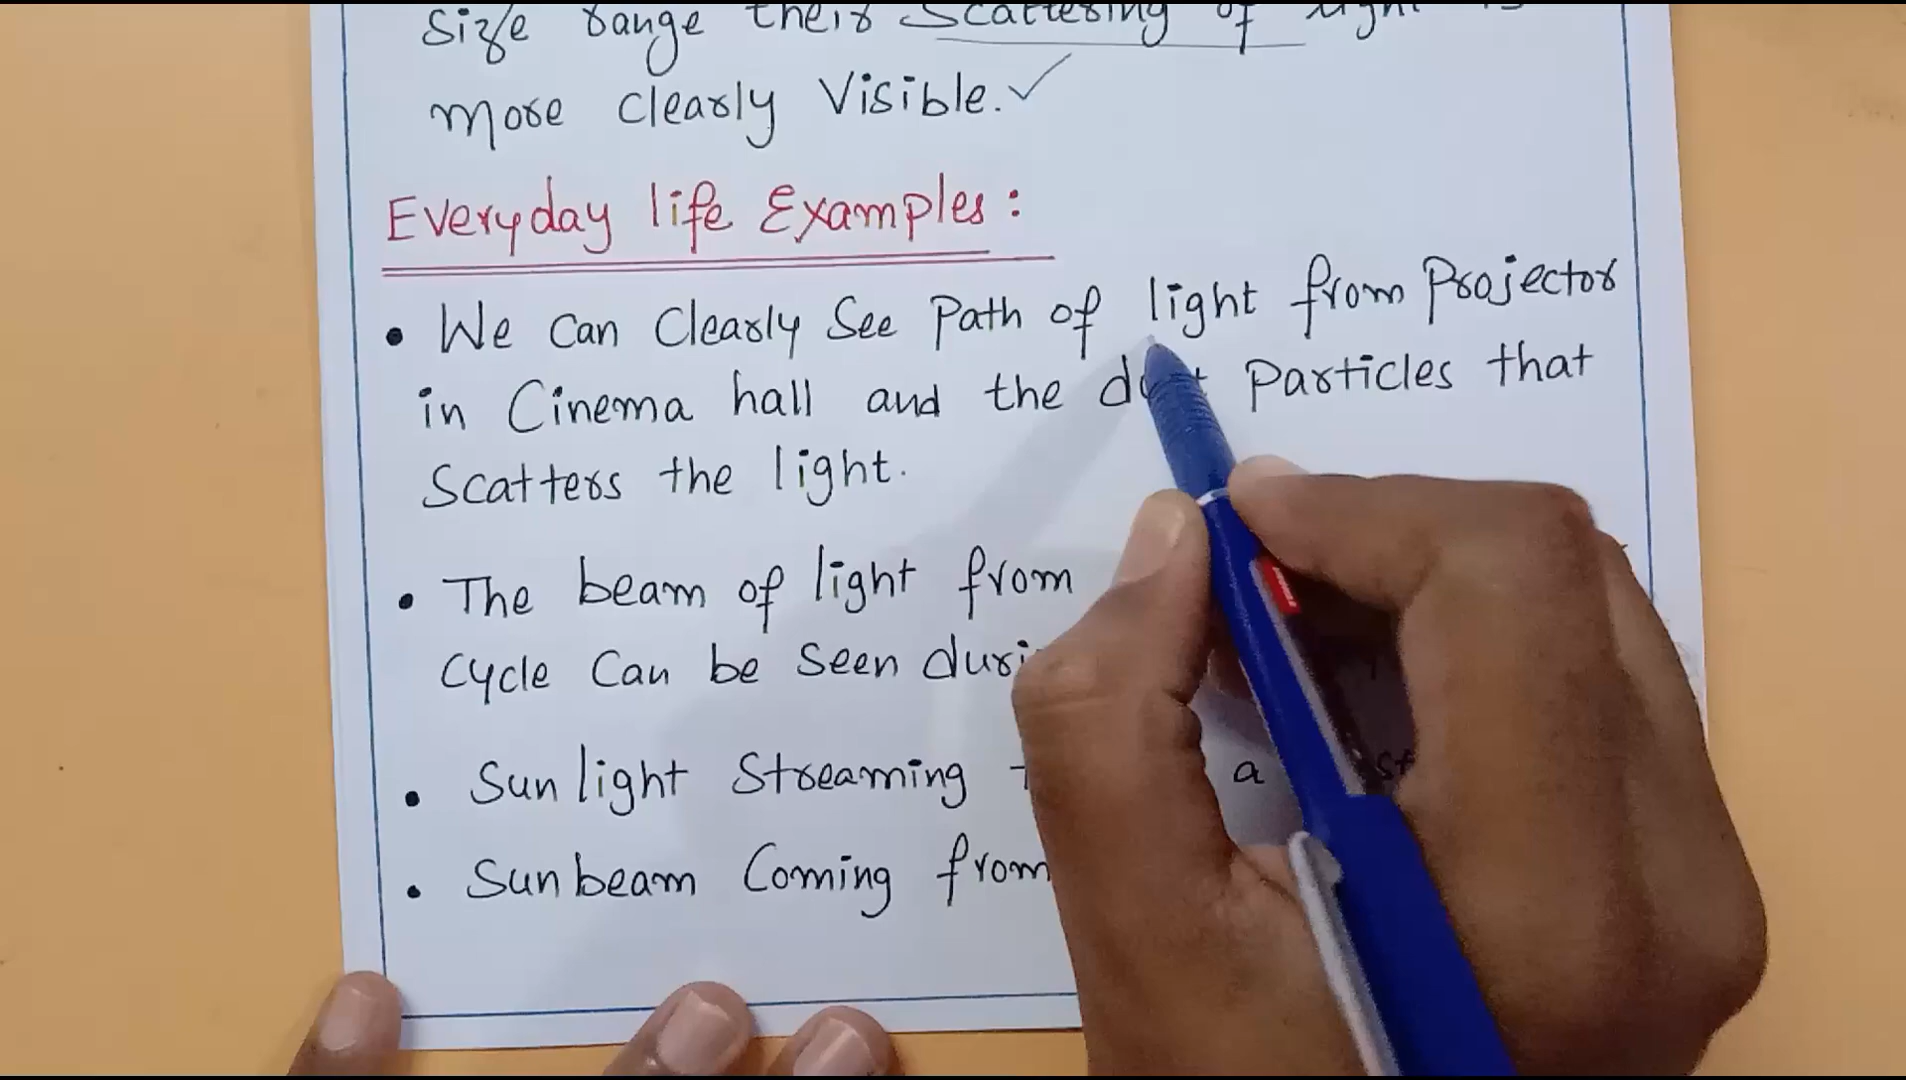 size range their scattering of light is
more clearly Visible.
Everyday life Examples:
• We can clearly see path of light from projector
in Cinema hall and the particles that
scatters the light.
• The beam of light from
cycle can be seen
• Sunlight streaming a
• Sunbeam coming from